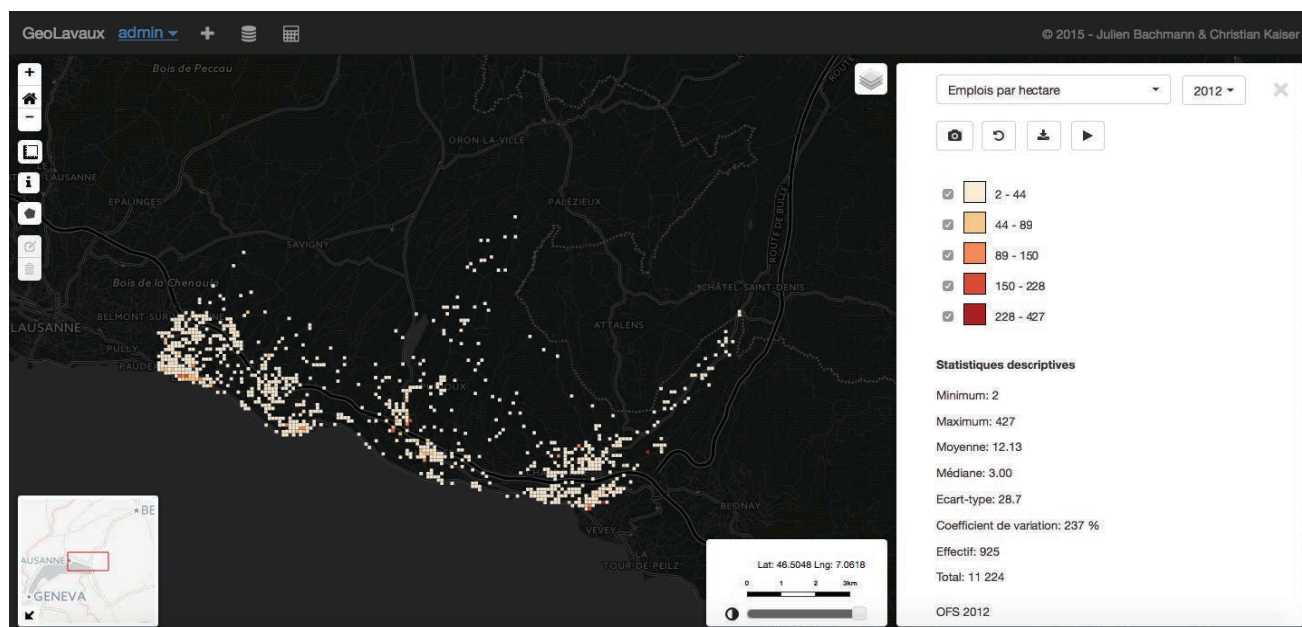 GeoLavaux admin
© 2015 - Julien Bachmann & Christian Kaiser
Bois de Peccau
ORON-LA-VILLE
ROUTE
ROUTE DE BULLE
LAUSANNE
EPALINGES
PALÉZIEUX
SAVIGNY
Bois de la Chenaula
CHÂTEL-SAINT-DENIS
BELMONT-SUR
LAUSANNE
ATTALENS
PULLY
PAUDE
OUX
BLONAY
VEVEY
LA
TOUR-DE-PEILZ
Emplois par hectare
2012
2 - 44
44 - 89
89 - 150
150 - 228
228 - 427
Statistiques descriptives
Minimum: 2
Maximum: 427
Moyenne: 12.13
Médiane: 3.00
Ecart-type: 28.7
Coefficient de variation: 237 %
Effectif: 925
Total: 11 224
OFS 2012
BE
AUSANNE
GENEVA
Lat: 46.5048 Lng: 7.0618
0 1 2 3km